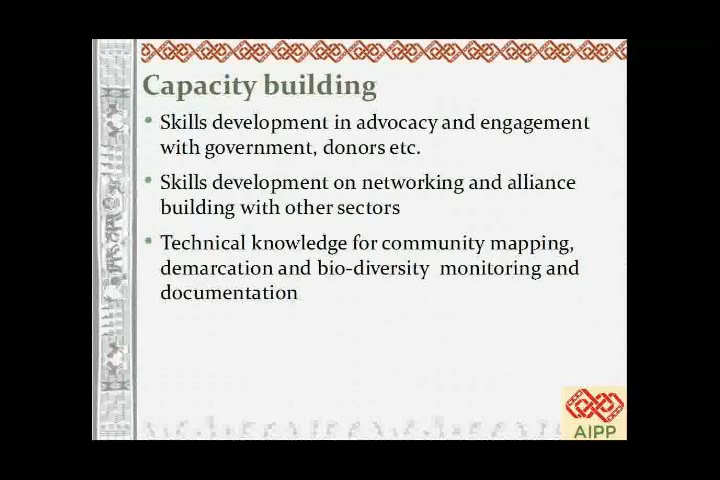 Capacity building
• Skills development in advocacy and engagement
with government, donors etc.
• Skills development on networking and alliance
building with other sectors
• Technical knowledge for community mapping,
demarcation and bio-diversity monitoring and
documentation
AIPP